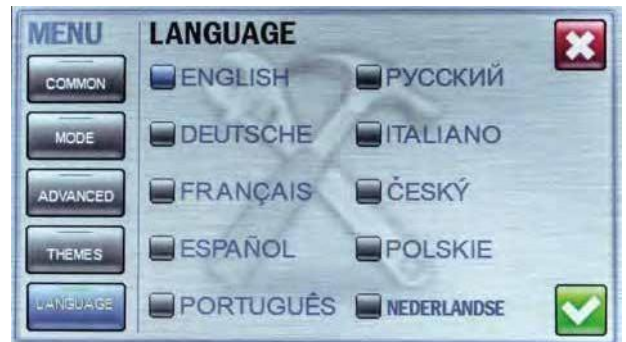 MENU
COMMON
MODE
ADVANCED
THEMES
LANGUAGE
LANGUAGE
ENGLISH
DEUTSCHE
FRANÇAIS
ESPAÑOL
PORTUGUÊS
РУССКИЙ
ITALIANO
ČESKÝ
POLSKIE
NEDERLANDSE